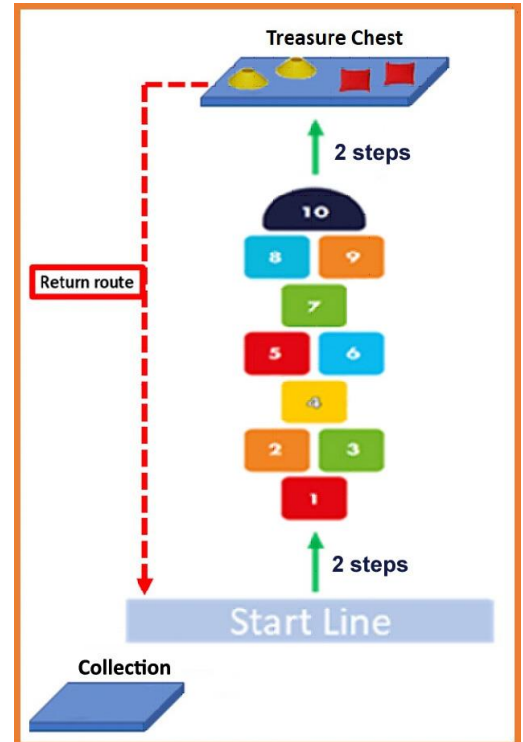 Treasure Chest
2 steps
10
8 9
Return route
7
5 6
4
2 3
1
2 steps
Start Line
Collection